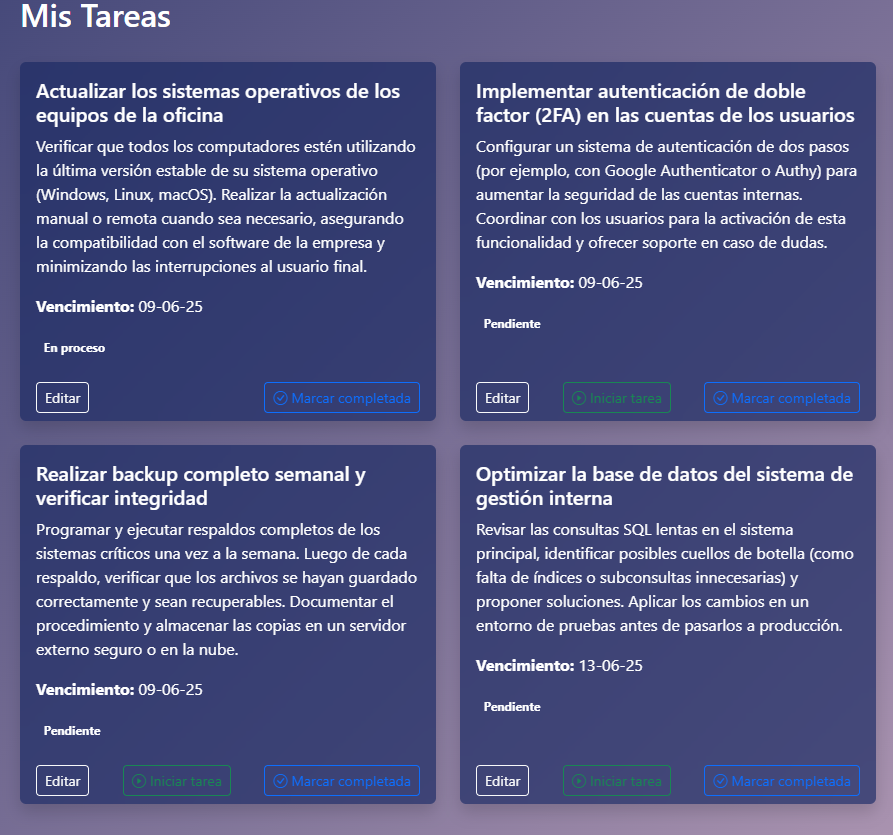 Mis Tareas
Actualizar los sistemas operativos de los
equipos de la oficina
Verificar que todos los computadores estén utilizando
la última versión estable de su sistema operativo
(Windows, Linux, macOS). Realizar la actualización
manual o remota cuando sea necesario, asegurando
la compatibilidad con el software de la empresa y
minimizando las interrupciones al usuario final.
Vencimiento: 09-06-25
En proceso
Editar
Marcar completada
Implementar autenticación de doble
factor (2FA) en las cuentas de los usuarios
Configurar un sistema de autenticación de dos pasos
(por ejemplo, con Google Authenticator o Authy) para
aumentar la seguridad de las cuentas internas.
Coordinar con los usuarios para la activación de esta
funcionalidad y ofrecer soporte en caso de dudas.
Vencimiento: 09-06-25
Pendiente
Editar
Iniciar tarea
Marcar completada
Realizar backup completo semanal y
verificar integridad
Programar y ejecutar respaldos completos de los
sistemas críticos una vez a la semana. Luego de cada
respaldo, verificar que los archivos se hayan guardado
correctamente y sean recuperables. Documentar el
procedimiento y almacenar las copias en un servidor
externo seguro o en la nube.
Vencimiento: 09-06-25
Pendiente
Editar
Iniciar tarea
Marcar completada
Optimizar la base de datos del sistema de
gestión interna
Revisar las consultas SQL lentas en el sistema
principal, identificar posibles cuellos de botella (como
falta de índices o subconsultas innecesarias) y
proponer soluciones. Aplicar los cambios en un
entorno de pruebas antes de pasarlos a producción.
Vencimiento: 13-06-25
Pendiente
Editar
Iniciar tarea
Marcar completada